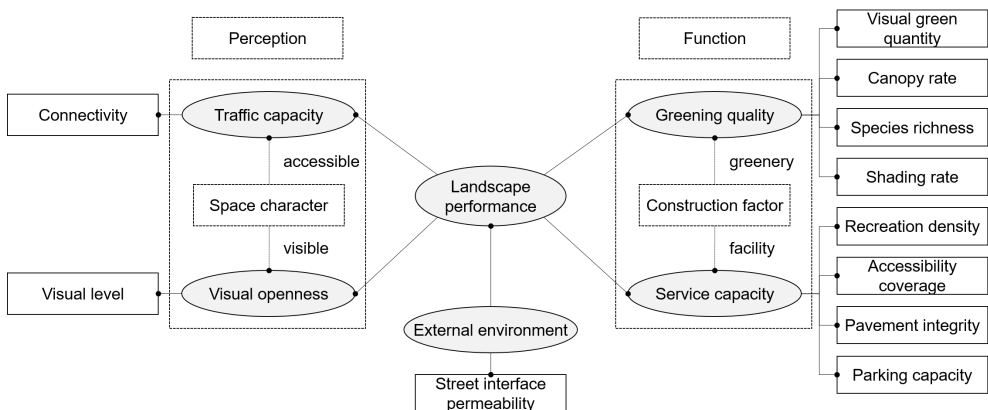 Perception
Function
Visual green
quantity
Canopy rate
Connectivity
Traffic capacity
Greening quality
Species richness
accessible
greenery
Shading rate
Landscape
performance
Space character
Construction factor
Recreation density
visible
facility
Accessibility
coverage
Visual level
Visual openness
Service capacity
External environment
Pavement integrity
Parking capacity
Street interface
permeability